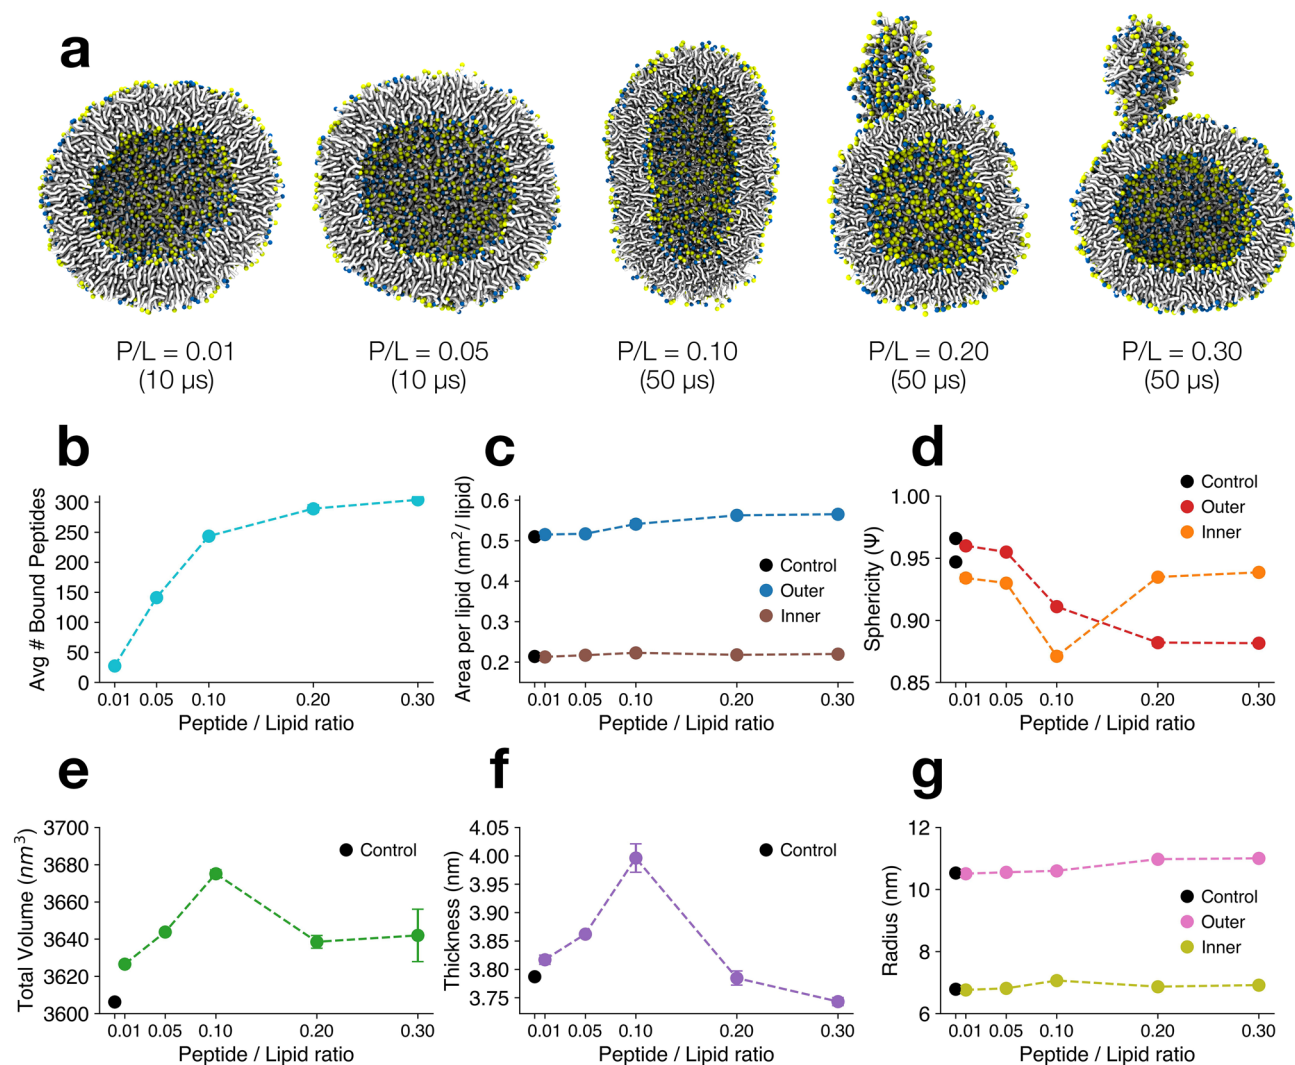 a
P/L = 0.01
(10 µs)
P/L = 0.05
(10 µs)
P/L = 0.10
(50 µs)
P/L = 0.20
(50 µs)
P/L = 0.30
(50 µs)
b
Avg # Bound Peptides
300
250
200
150
100
50
0
0.01 0.05 0.10 0.20 0.30
Peptide / Lipid ratio
c
Area per lipid (nm² / lipid)
0.6
0.5
0.4
0.3
0.2
Control
Outer
Inner
0.01 0.05 0.10 0.20 0.30
Peptide / Lipid ratio
d
Sphericity (Ψ)
1.00
0.95
0.90
0.85
Control
Outer
Inner
0.01 0.05 0.10 0.20 0.30
Peptide / Lipid ratio
e
Total Volume (nm³)
3700
3680
3660
3640
3620
3600
Control
0.01 0.05 0.10 0.20 0.30
Peptide / Lipid ratio
f
Thickness (nm)
4.05
4.00
3.95
3.90
3.85
3.80
3.75
Control
0.01 0.05 0.10 0.20 0.30
Peptide / Lipid ratio
g
Radius (nm)
12
10
8
6
Control
Outer
Inner
0.01 0.05 0.10 0.20 0.30
Peptide / Lipid ratio